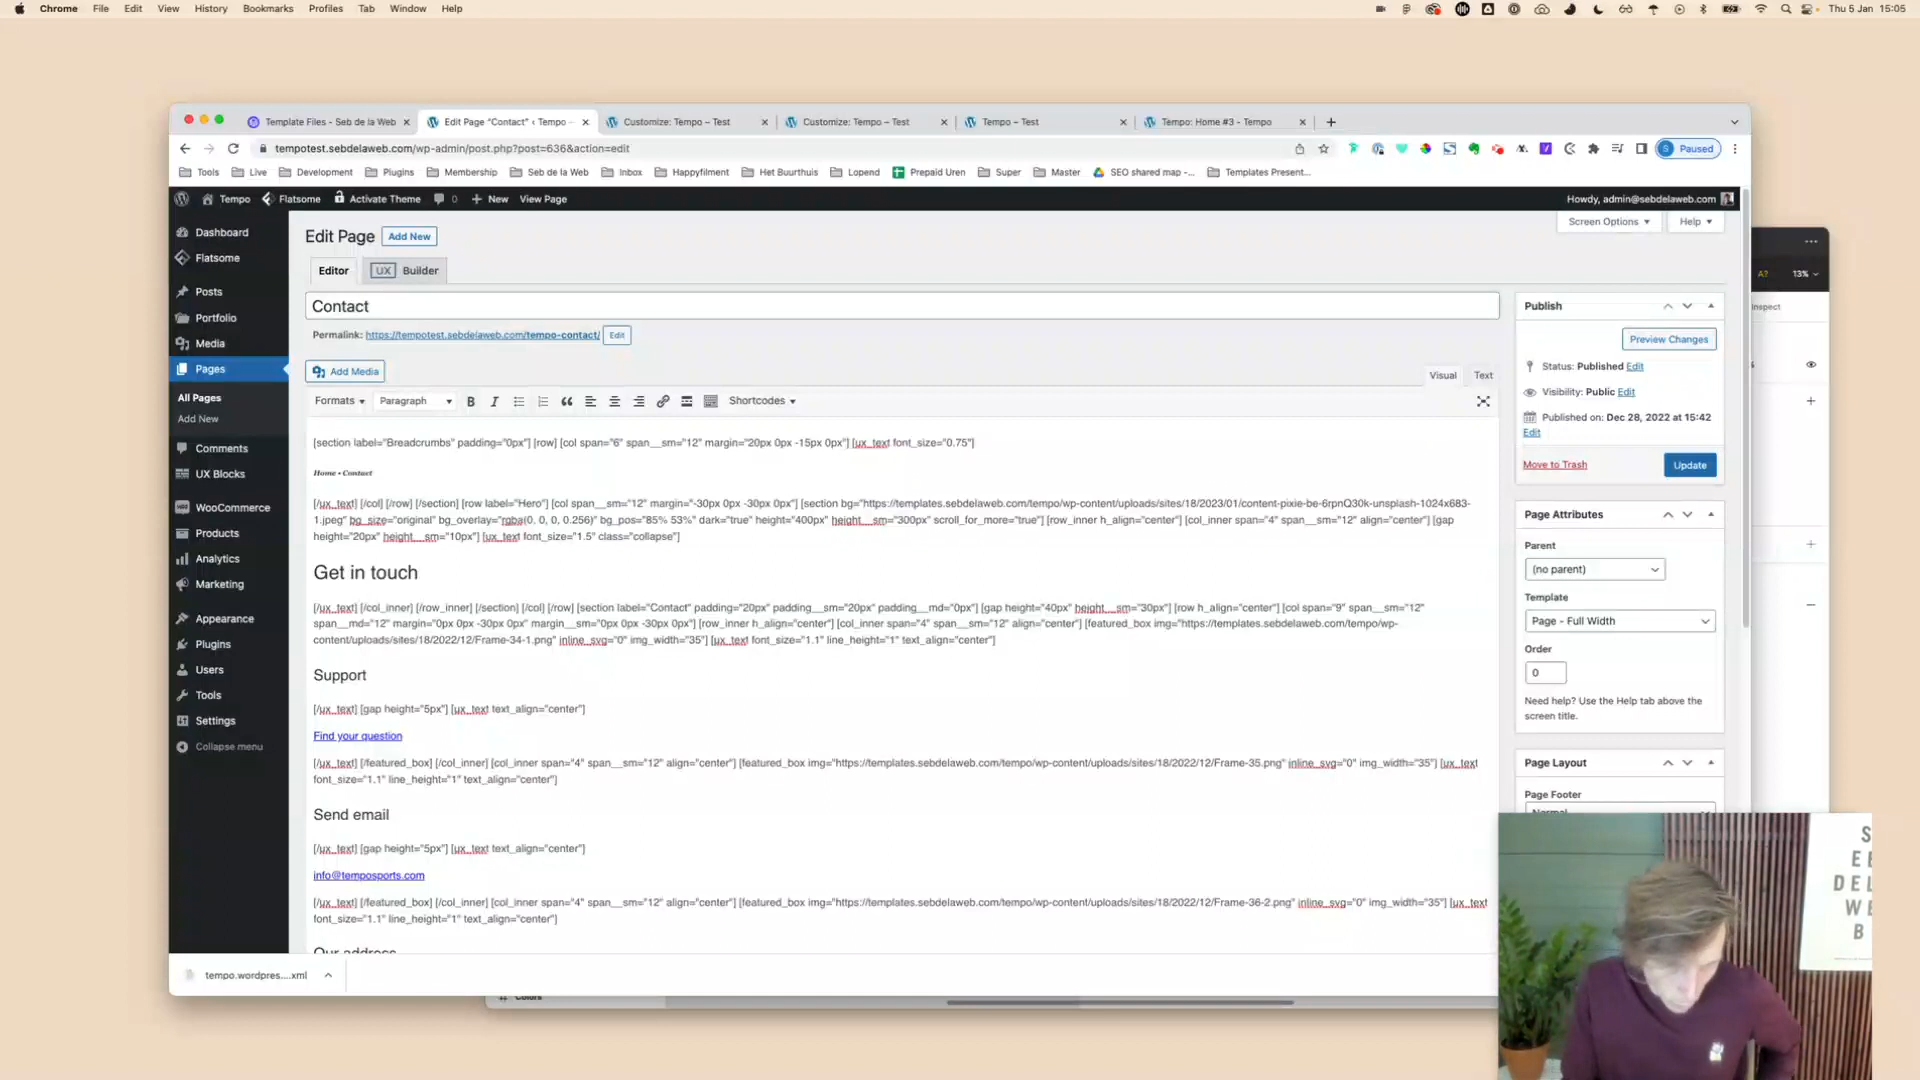 Chrome File Edit View History Bookmarks Profiles Tab Window Help
Thu 5 Jan 15:05
Template Files - Seb de la Web
Edit Page “Contact” ‹ Tempo –
Customize: Tempo – Test
Customize: Tempo – Test
Tempo – Test
Tempo: Home #3 - Tempo
tempotest.sebdelaweb.com/wp-admin/post.php?post=636&action=edit
S Paused
Tools Live Development Plugins Membership Seb de la Web Inbox Happyfilment Het Buurthuis Lopend Prepaid Uren Super Master SEO shared map -... Templates Present...
Tempo Flatsome Activate Theme 0 New View Page
Howdy, admin@sebdelaweb.com
Dashboard
Flatsome
Posts
Portfolio
Media
Pages
All Pages
Add New
Comments
UX Blocks
WooCommerce
Products
Analytics
Marketing
Appearance
Plugins
Users
Tools
Settings
Collapse menu
Screen Options Help
Edit Page Add New
Editor UX Builder
Contact
Permalink: https://tempotest.sebdelaweb.com/tempo-contact/ Edit
Add Media
Visual Text
Formats Paragraph B I Shortcodes
[section label="Breadcrumbs" padding="0px"] [row] [col span="6" span__sm="12" margin="20px 0px -15px 0px"] [ux_text font_size="0.75"]
Home • Contact
[/ux_text] [/col] [/row] [/section] [row label="Hero"] [col span__sm="12" margin="-30px 0px -30px 0px"] [section bg="https://templates.sebdelaweb.com/tempo/wp-content/uploads/sites/18/2023/01/content-pixie-be-6rpnQ30k-unsplash-1024x683-
1.jpeg" bg_size="original" bg_overlay="rgba(0, 0, 0, 0.256)" bg_pos="85% 53%" dark="true" height="400px" height__sm="300px" scroll_for_more="true"] [row_inner h_align="center"] [col_inner span="4" span__sm="12" align="center"] [gap
height="20px" height__sm="10px"] [ux_text font_size="1.5" class="collapse"]
Get in touch
[/ux_text] [/col_inner] [/row_inner] [/section] [/col] [/row] [section label="Contact" padding="20px" padding__sm="20px" padding__md="0px"] [gap height="40px" height__sm="30px"] [row h_align="center"] [col span="9" span__sm="12"
span__md="12" margin="0px 0px -30px 0px" margin__sm="0px 0px -30px 0px"] [row_inner h_align="center"] [col_inner span="4" span__sm="12" align="center"] [featured_box img="https://templates.sebdelaweb.com/tempo/wp-
content/uploads/sites/18/2022/12/Frame-34-1.png" inline_svg="0" img_width="35"] [ux_text font_size="1.1" line_height="1" text_align="center"]
Support
[/ux_text] [gap height="5px"] [ux_text text_align="center"]
Find your question
[/ux_text] [/featured_box] [/col_inner] [col_inner span="4" span__sm="12" align="center"] [featured_box img="https://templates.sebdelaweb.com/tempo/wp-content/uploads/sites/18/2022/12/Frame-35.png" inline_svg="0" img_width="35"] [ux_text
font_size="1.1" line_height="1" text_align="center"]
Send email
[/ux_text] [gap height="5px"] [ux_text text_align="center"]
info@temposports.com
[/ux_text] [/featured_box] [/col_inner] [col_inner span="4" span__sm="12" align="center"] [featured_box img="https://templates.sebdelaweb.com/tempo/wp-content/uploads/sites/18/2022/12/Frame-36-2.png" inline_svg="0" img_width="35"] [ux_text
font_size="1.1" line_height="1" text_align="center"]
Our address
Publish
Preview Changes
Status: Published Edit
Visibility: Public Edit
Published on: Dec 28, 2022 at 15:42
Edit
Move to Trash Update
Page Attributes
Parent
(no parent)
Template
Page - Full Width
Order
0
Need help? Use the Help tab above the
screen title.
Page Layout
Page Footer
Normal
A? 13%
tempo.wordpres....xml
Colors
S
EE
DEL
WE
B